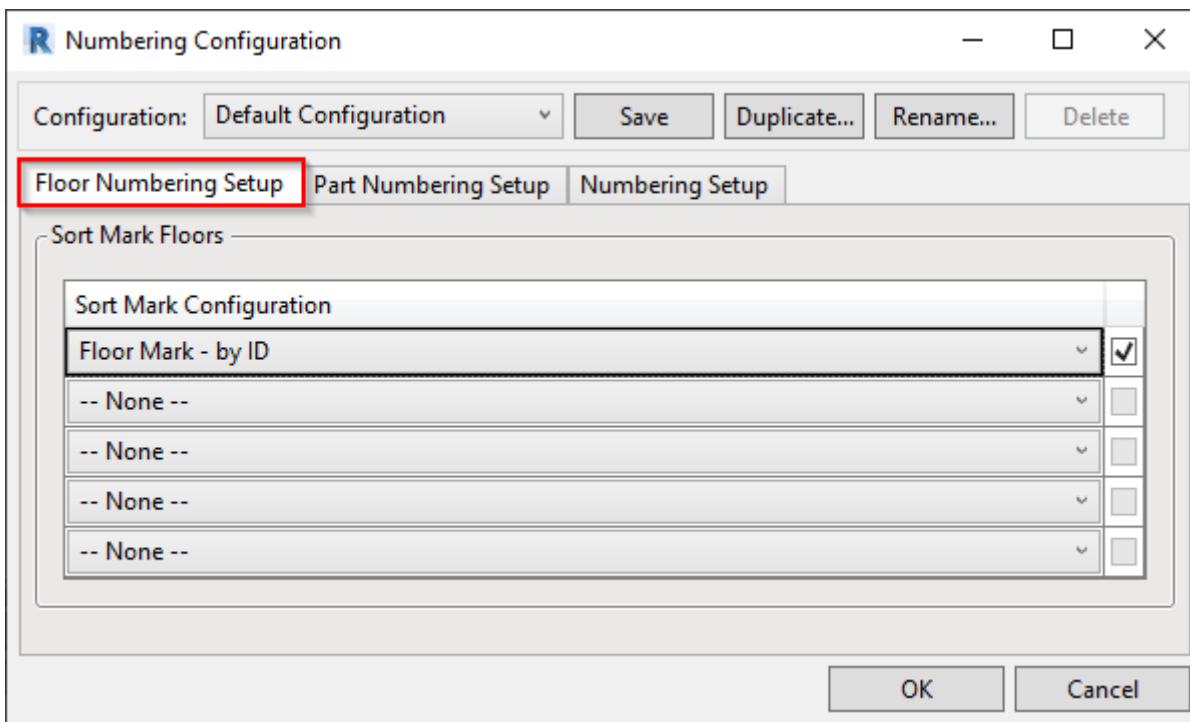 Numbering Configuration
Configuration: Default Configuration Save Duplicate... Rename... Delete
Floor Numbering Setup Part Numbering Setup Numbering Setup
Sort Mark Floors
Sort Mark Configuration
Floor Mark - by ID
-- None --
-- None --
-- None --
-- None --
OK Cancel